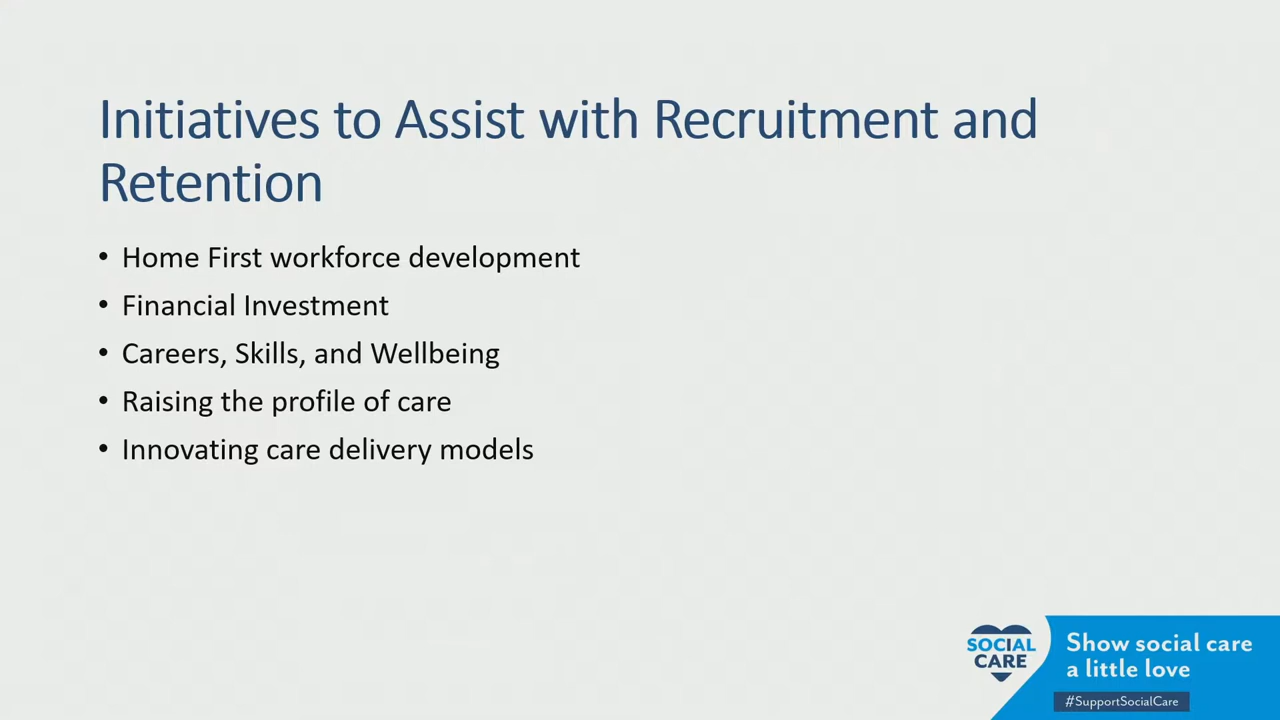 Initiatives to Assist with Recruitment and
Retention
• Home First workforce development
• Financial Investment
• Careers, Skills, and Wellbeing
• Raising the profile of care
• Innovating care delivery models
SOCIAL
CARE
Show social care
a little love
#SupportSocialCare